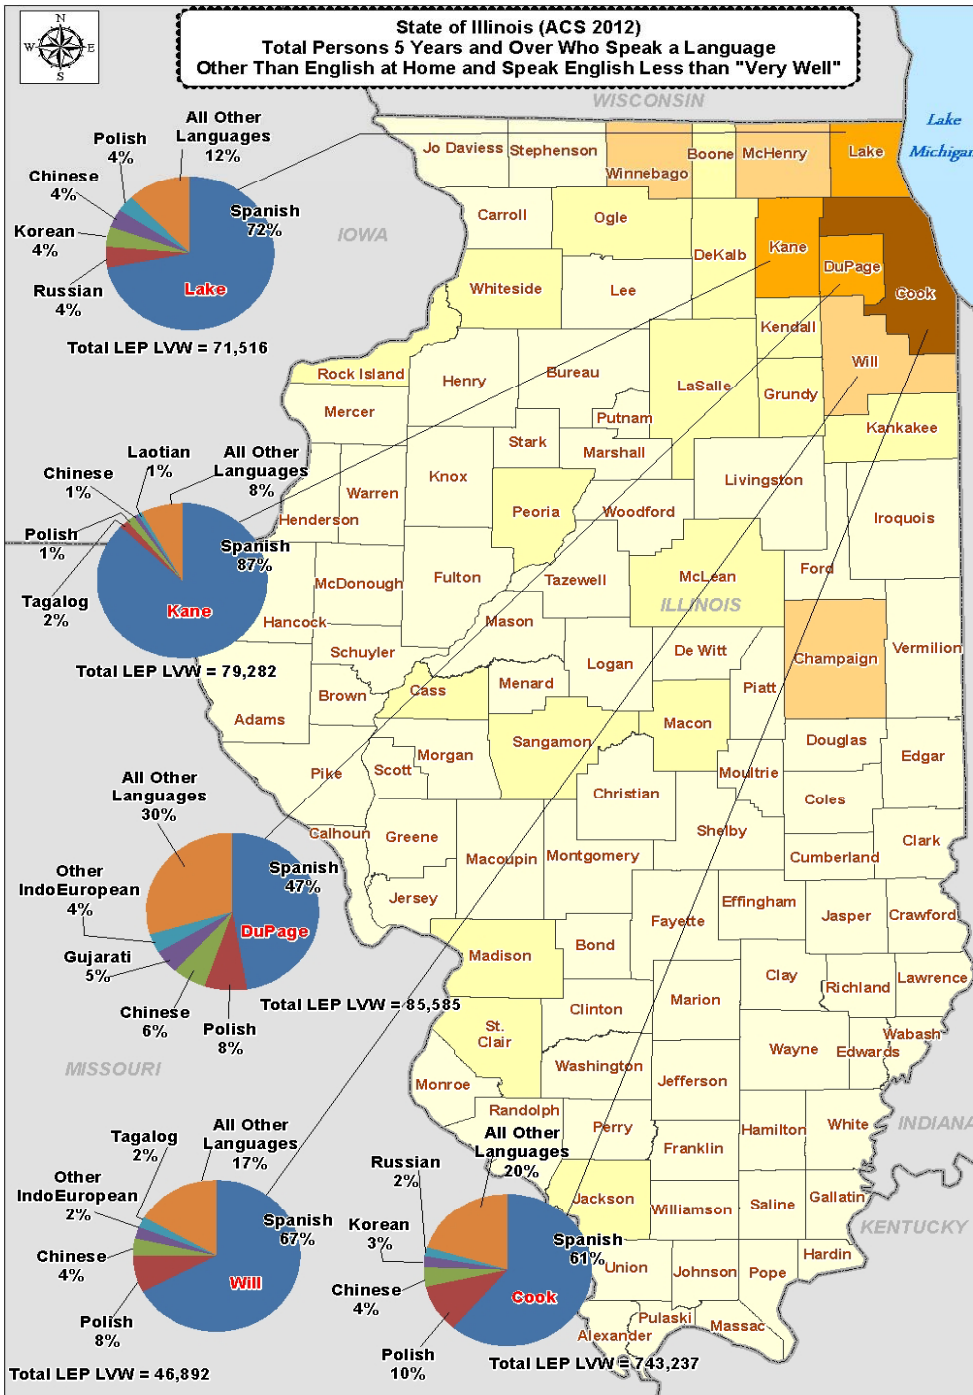 State of Illinois (ACS 2012)
Total Persons 5 Years and Over Who Speak a Language
Other Than English at Home and Speak English Less than "Very Well"
N
W
E
S
WISCONSIN
Lake
Michigan
IOWA
MISSOURI
ILLINOIS
INDIANA
KENTUCKY
Polish
4%
All Other
Languages
12%
Chinese
4%
Korean
4%
Russian
4%
Spanish
72%
Lake
Total LEP LVW = 71,516
Laotian
1%
All Other
Languages
8%
Chinese
1%
Polish
1%
Tagalog
2%
Spanish
87%
Kane
Total LEP LVW = 79,282
All Other
Languages
30%
Other
IndoEuropean
4%
Gujarati
5%
Chinese
6%
Polish
8%
Spanish
47%
DuPage
Total LEP LVW = 85,585
Tagalog
2%
All Other
Languages
17%
Other
IndoEuropean
2%
Chinese
4%
Polish
8%
Spanish
67%
Will
Total LEP LVW = 46,892
Russian
2%
All Other
Languages
20%
Korean
3%
Chinese
4%
Polish
10%
Spanish
61%
Cook
Total LEP LVW = 743,237
Jo Daviess
Stephenson
Winnebago
Boone
McHenry
Lake
Carroll
Ogle
DeKalb
Kane
DuPage
Cook
Whiteside
Lee
Kendall
Will
Rock Island
Henry
Bureau
LaSalle
Grundy
Kankakee
Mercer
Putnam
Stark
Marshall
Knox
Warren
Henderson
Peoria
Woodford
Livingston
Iroquois
Ford
McDonough
Fulton
Tazewell
McLean
Hancock
Mason
Schuyler
Logan
De Witt
Champaign
Vermilion
Adams
Brown
Cass
Menard
Piatt
Macon
Sangamon
Douglas
Edgar
Pike
Scott
Morgan
Moultrie
Christian
Coles
Calhoun
Greene
Shelby
Clark
Macoupin
Montgomery
Cumberland
Jersey
Effingham
Fayette
Jasper
Crawford
Madison
Bond
Clay
Richland
Lawrence
Marion
Clinton
St.
Clair
Wabash
Wayne
Edwards
Washington
Jefferson
Monroe
Randolph
Perry
Hamilton
White
Franklin
Jackson
Williamson
Saline
Gallatin
Hardin
Union
Johnson
Pope
Pulaski
Massac
Alexander